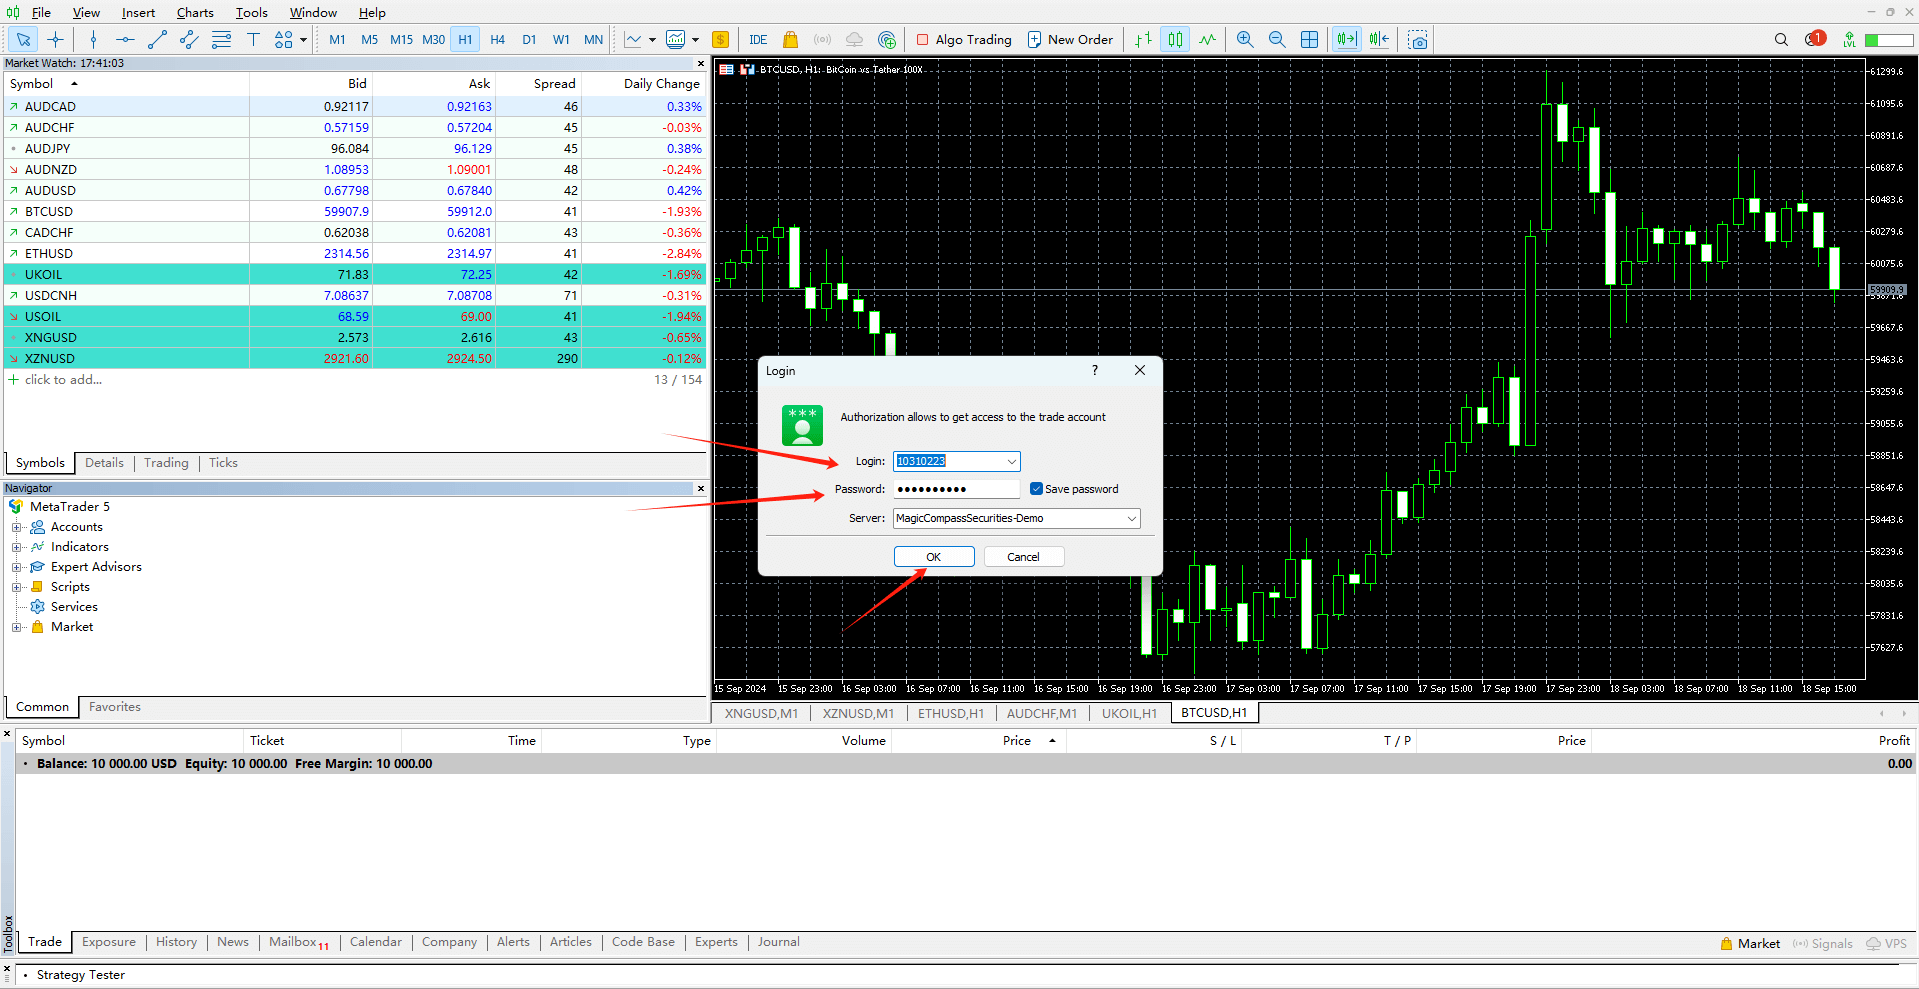 File View Insert Charts Tools Window Help
M1 M5 M15 M30 H1 H4 D1 W1 MN $ IDE Algo Trading New Order 1 LVL
Market Watch: 17:41:03
Symbol Bid Ask Spread Daily Change
AUDCAD 0.92117 0.92163 46 0.33%
AUDCHF 0.57159 0.57204 45 -0.03%
AUDJPY 96.084 96.129 45 0.38%
AUDNZD 1.08953 1.09001 48 -0.24%
AUDUSD 0.67798 0.67840 42 0.42%
BTCUSD 59907.9 59912.0 41 -1.93%
CADCHF 0.62038 0.62081 43 -0.36%
ETHUSD 2314.56 2314.97 41 -2.84%
UKOIL 71.83 72.25 42 -1.69%
USDCNH 7.08637 7.08708 71 -0.31%
USOIL 68.59 69.00 41 -1.94%
XNGUSD 2.573 2.616 43 -0.65%
XZNUSD 2921.60 2924.50 290 -0.12%
click to add... 13 / 154
Symbols Details Trading Ticks
Navigator
MetaTrader 5
Accounts
Indicators
Expert Advisors
Scripts
Services
Market
Common Favorites
BTCUSD, H1: BitCoin vs Tether 100X
61299.6
61095.6
60891.6
60687.6
60483.6
60279.6
60075.6
59909.9
59871.6
59667.6
59463.6
59259.6
59055.6
58851.6
58647.6
58443.6
58239.6
58035.6
57831.6
57627.6
15 Sep 2024 15 Sep 23:00 16 Sep 03:00 16 Sep 07:00 16 Sep 11:00 16 Sep 15:00 16 Sep 19:00 16 Sep 23:00 17 Sep 03:00 17 Sep 07:00 17 Sep 11:00 17 Sep 15:00 17 Sep 19:00 17 Sep 23:00 18 Sep 03:00 18 Sep 07:00 18 Sep 11:00 18 Sep 15:00
Login ?
Authorization allows to get access to the trade account
Login: 10310223
Password: Save password
Server: MagicCompassSecurities-Demo
OK Cancel
XNGUSD,M1 XZNUSD,M1 ETHUSD,H1 AUDCHF,M1 UKOIL,H1 BTCUSD,H1
Symbol Ticket Time Type Volume Price S / L T / P Price Profit
Balance: 10 000.00 USD Equity: 10 000.00 Free Margin: 10 000.00 0.00
Toolbox
Trade Exposure History News Mailbox 11 Calendar Company Alerts Articles Code Base Experts Journal Market Signals VPS
Strategy Tester